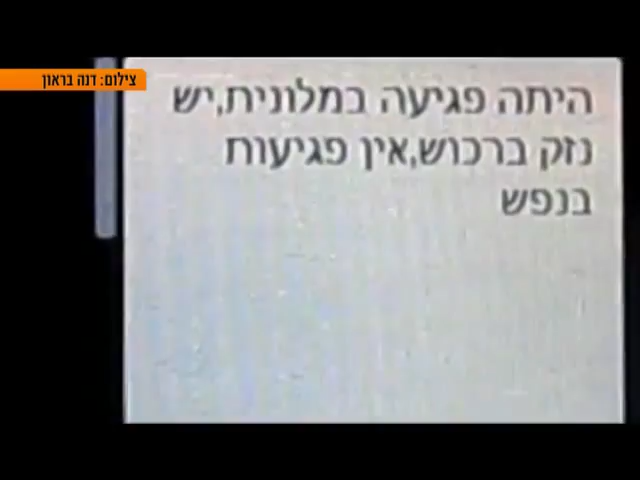 צילום: דנה בראון
היתה פגיעה במלונית,יש
נזק ברכוש,אין פגיעות
בנפש